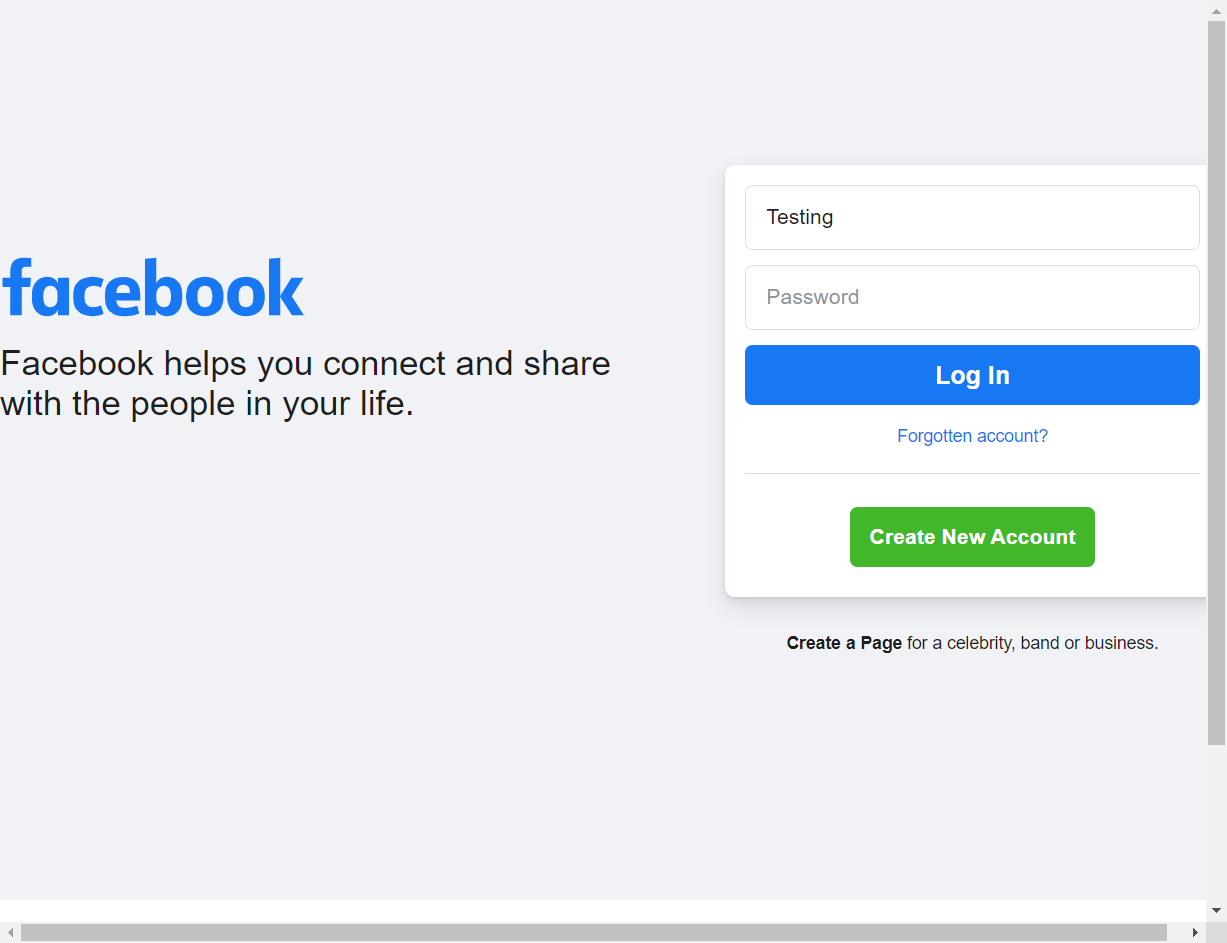 facebook
Facebook helps you connect and share
with the people in your life.
Testing
Password
Log In
Forgotten account?
Create New Account
Create a Page for a celebrity, band or business.